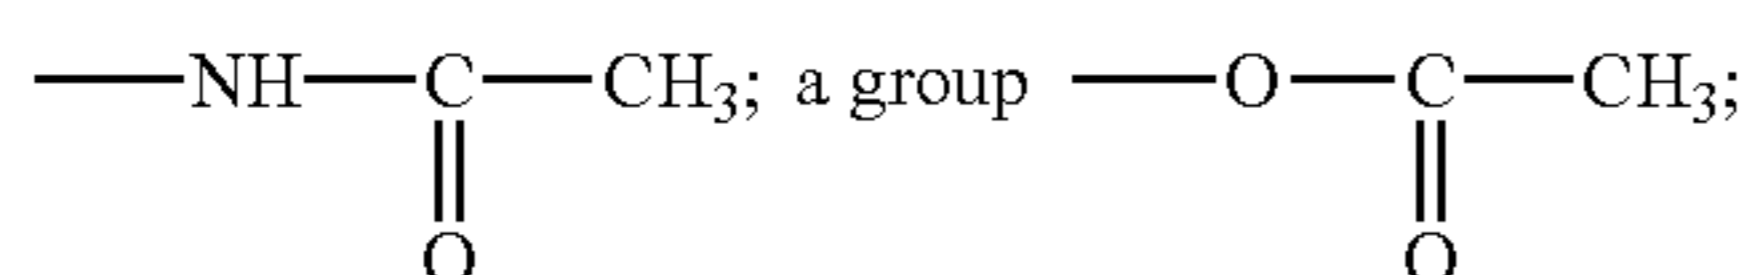 —NH—C—CH₃; a group —O—C—CH₃;
O O